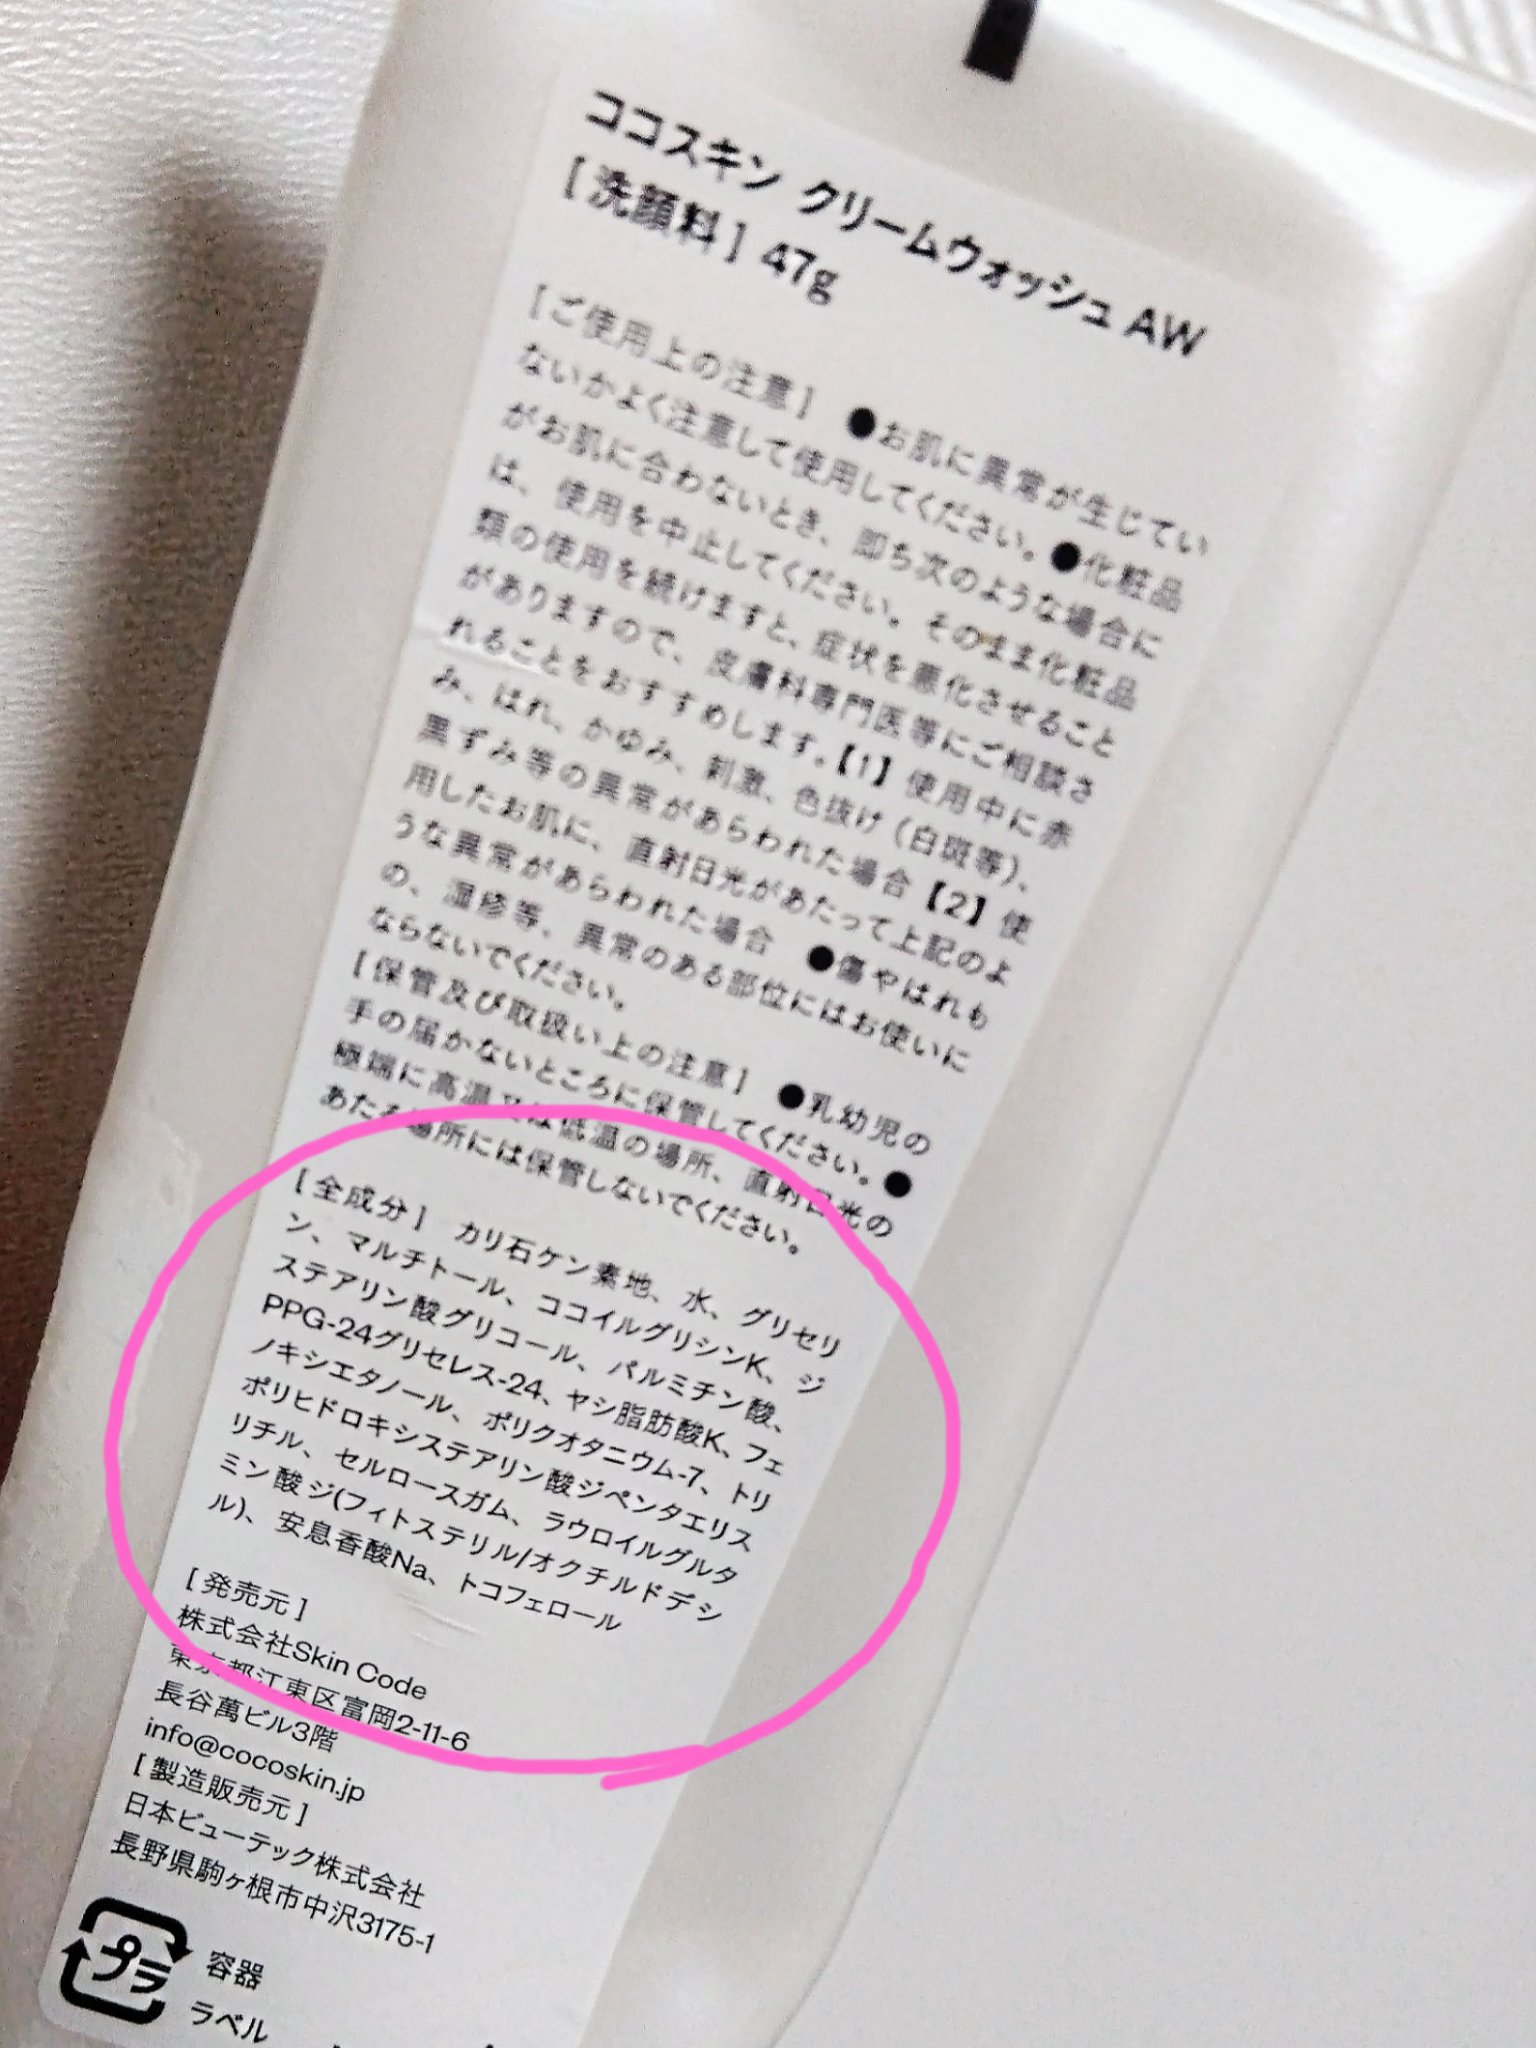 ココスキン クリームウォッシュ AW
[ 洗顔料 ] 47g
[ ご使用上の注意 ] ●お肌に異常が生じてい
ないかよく注意して使用してください。●化粧品
がお肌に合わないとき、即ち次のような場合に
は、使用を中止してください。そのまま化粧品
類の使用を続けますと、症状を悪化させること
がありますので、皮膚科専門医等にご相談さ
れることをおすすめします。【1】使用中に赤
み、はれ、かゆみ、刺激、色抜け（白斑等）、
黒ずみ等の異常があらわれた場合【2】使
用したお肌に、直射日光があたって上記のよ
うな異常があらわれた場合 ●傷やはれも
の、湿疹等、異常のある部位にはお使いに
ならないでください。
[ 保管及び取扱い上の注意 ] ●乳幼児の
手の届かないところに保管してください。●
極端に高温又は低温の場所、直射日光の
あたる場所には保管しないでください。
[ 全成分 ] カリ石ケン素地、水、グリセリ
ン、マルチトール、ココイルグリシンK、ジ
ステアリン酸グリコール、パルミチン酸、
PPG-24グリセレス-24、ヤシ脂肪酸K、フェ
ノキシエタノール、ポリクオタニウム-7、トリ
ポリヒドロキシステアリン酸ジペンタエリス
リチル、セルロースガム、ラウロイルグルタ
ミン酸ジ(フィトステリル/オクチルドデシ
ル)、安息香酸Na、トコフェロール
[ 発売元 ]
株式会社Skin Code
東京都江東区富岡2-11-6
長谷萬ビル3階
info@cocoskin.jp
[ 製造販売元 ]
日本ビューテック株式会社
長野県駒ヶ根市中沢3175-1
プラ 容器
ラベル